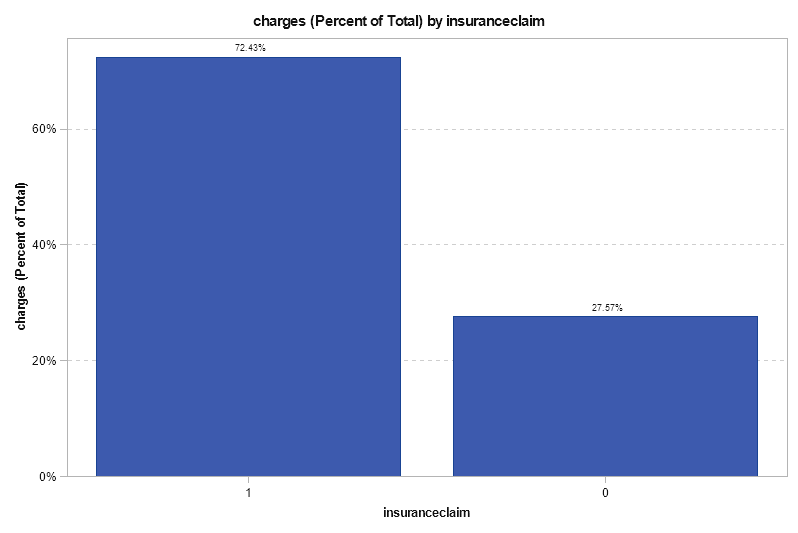 charges (Percent of Total) by insuranceclaim
72.43%
60%
40%
27.57%
20%
0%
charges (Percent of Total)
1 0
insuranceclaim